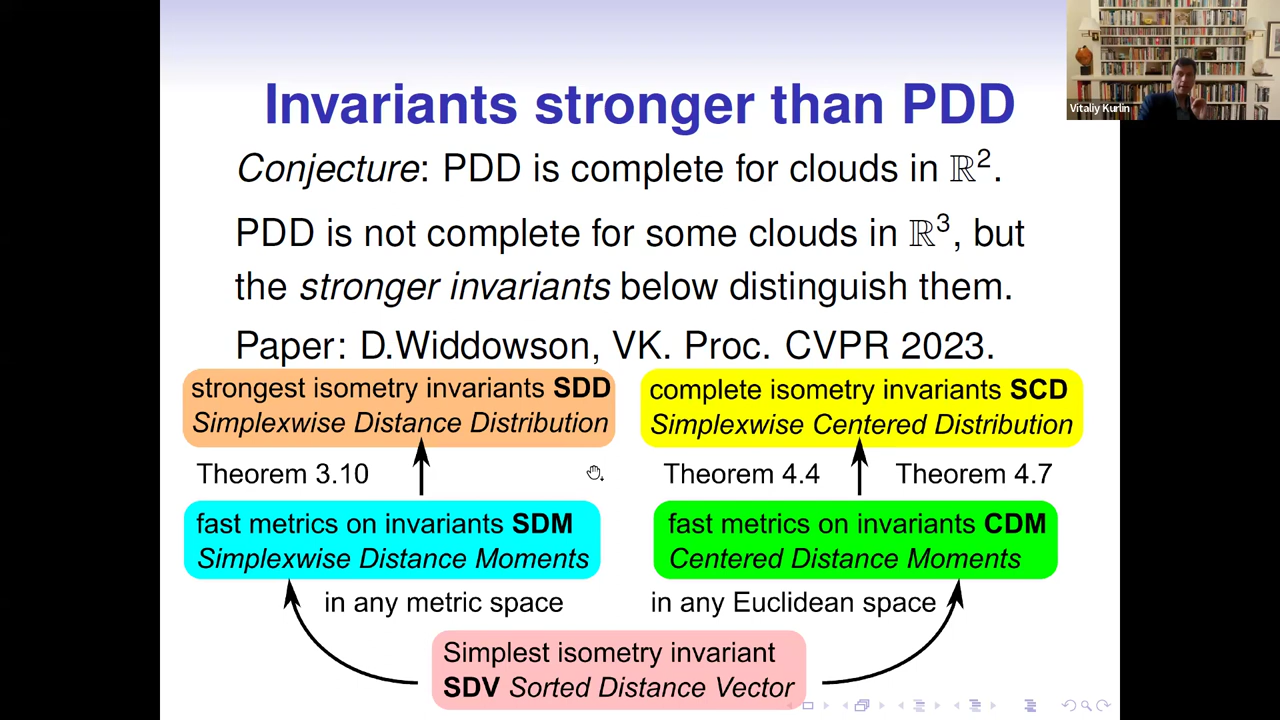 Invariants stronger than PDD
Conjecture: PDD is complete for clouds in ℝ².
PDD is not complete for some clouds in ℝ³, but
the stronger invariants below distinguish them.
Paper: D.Widdowson, VK. Proc. CVPR 2023.
strongest isometry invariants SDD
Simplexwise Distance Distribution
complete isometry invariants SCD
Simplexwise Centered Distribution
Theorem 3.10
Theorem 4.4
Theorem 4.7
fast metrics on invariants SDM
Simplexwise Distance Moments
fast metrics on invariants CDM
Centered Distance Moments
in any metric space
in any Euclidean space
Simplest isometry invariant
SDV Sorted Distance Vector
Vitaliy Kurlin